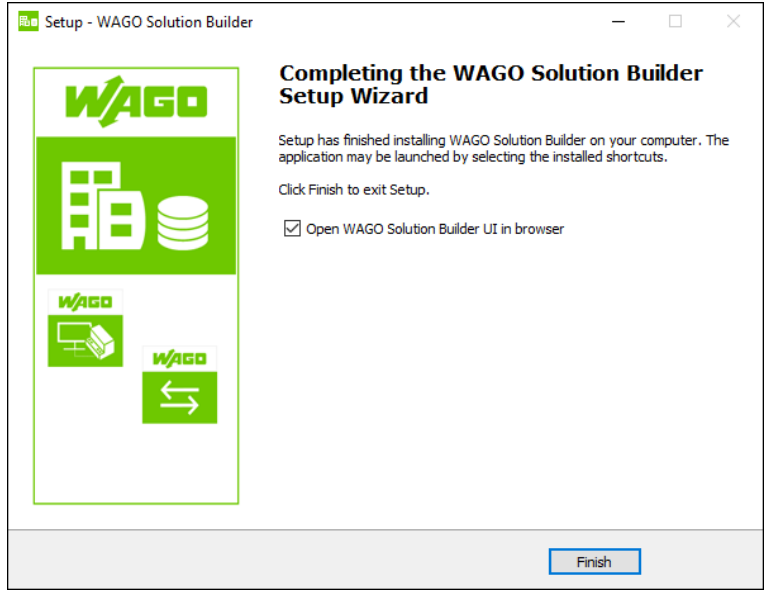 Setup - WAGO Solution Builder
WAGO
Completing the WAGO Solution Builder
Setup Wizard
Setup has finished installing WAGO Solution Builder on your computer. The
application may be launched by selecting the installed shortcuts.
Click Finish to exit Setup.
Open WAGO Solution Builder UI in browser
WAGO
WAGO
Finish